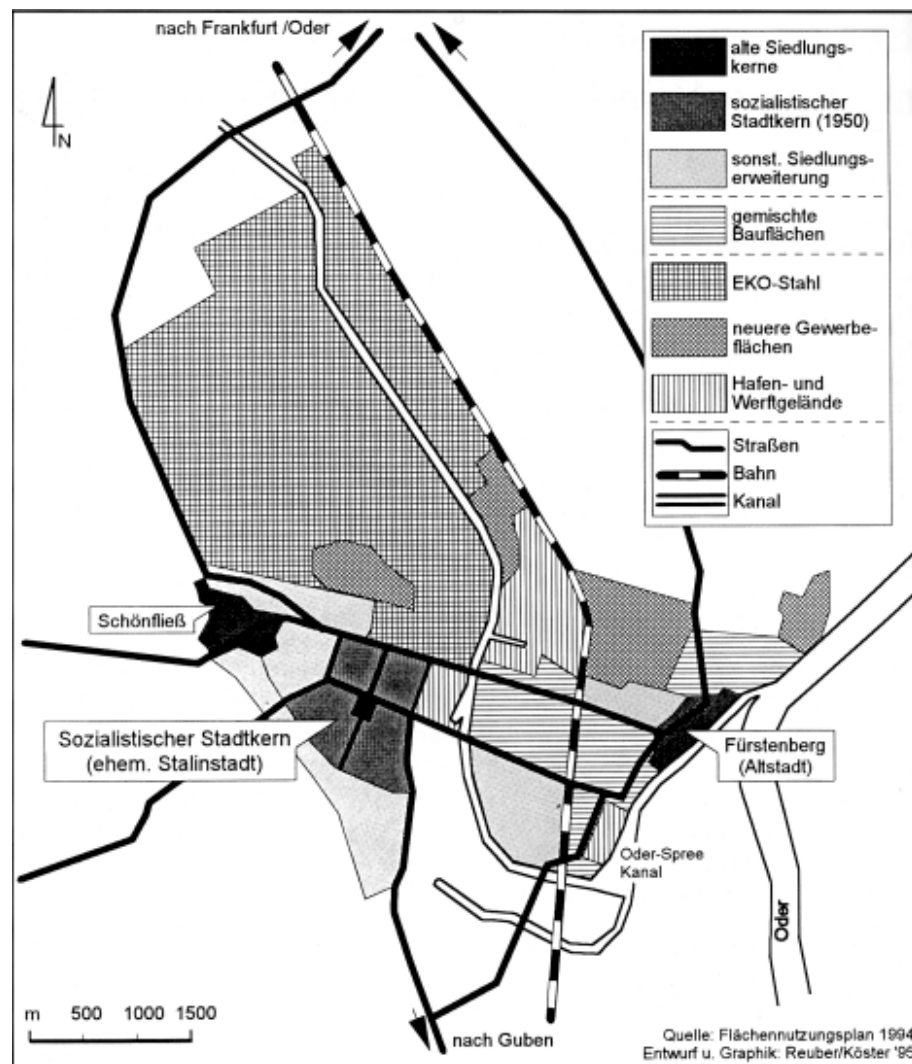 nach Frankfurt /Oder
N
alte Siedlungs-
kerne
sozialistischer
Stadtkern (1950)
sonst. Siedlungs-
erweiterung
gemischte
Bauflächen
EKO-Stahl
neuere Gewerbe-
flächen
Hafen- und
Werftgelände
Straßen
Bahn
Kanal
Schönfließ
Sozialistischer Stadtkern
(ehem. Stalinstadt)
Fürstenberg
(Altstadt)
Oder-Spree
Kanal
Oder
m 500 1000 1500
nach Guben
Quelle: Flächennutzungsplan 1994
Entwurf u. Graphik: Reuber/Köster